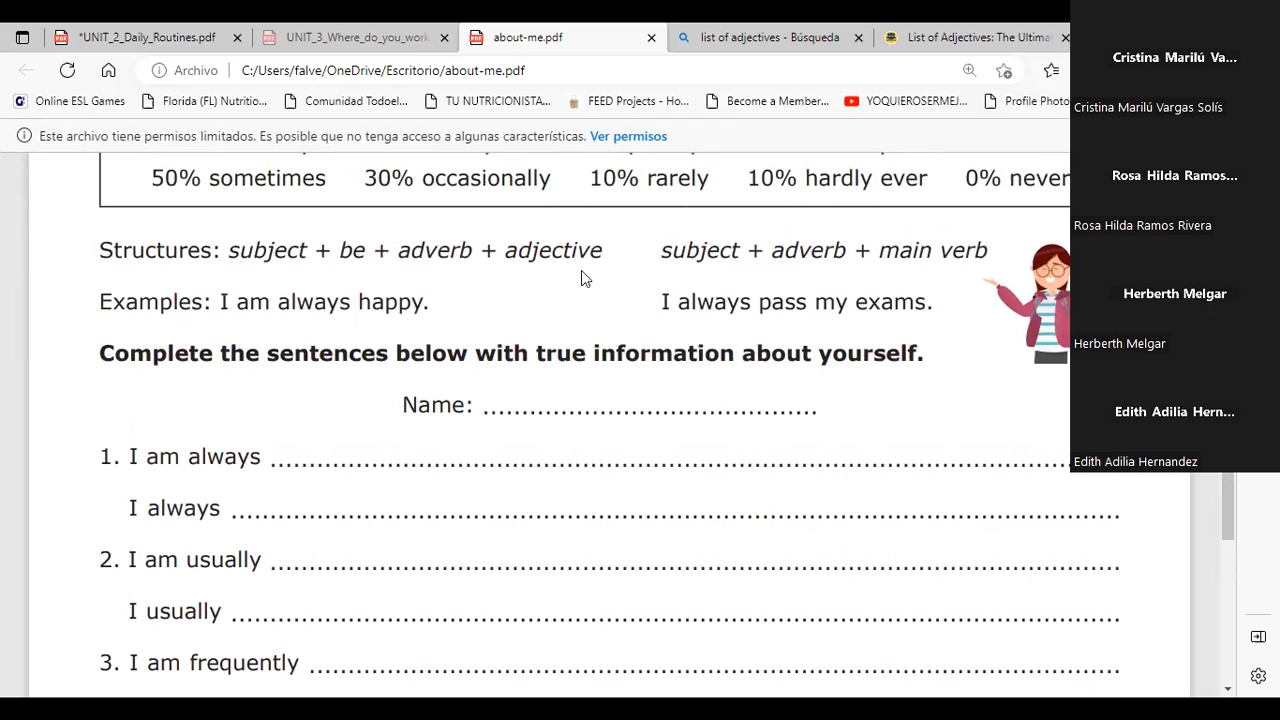 *UNIT_2_Daily_Routines.pdf
UNIT_3_Where_do_you_work
about-me.pdf
list of adjectives - Búsqueda
List of Adjectives: The Ultima
Archivo
C:/Users/falve/OneDrive/Escritorio/about-me.pdf
Online ESL Games
Florida (FL) Nutritio...
Comunidad Todoel...
TU NUTRICIONISTA...
FEED Projects - Ho...
Become a Member...
YOQUIEROSERMEJ...
Profile Photo
Este archivo tiene permisos limitados. Es posible que no tenga acceso a algunas características. Ver permisos
50% sometimes 30% occasionally 10% rarely 10% hardly ever 0% never
Structures: subject + be + adverb + adjective subject + adverb + main verb
Examples: I am always happy. I always pass my exams.
Complete the sentences below with true information about yourself.
Name: ...................................
1. I am always ....................................................................................
I always ............................................................................................
2. I am usually ........................................................................................
I usually ............................................................................................
3. I am frequently ....................................................................................
Cristina Marilú Va...
Cristina Marilú Vargas Solís
Rosa Hilda Ramos...
Rosa Hilda Ramos Rivera
Herberth Melgar
Herberth Melgar
Edith Adilia Hern...
Edith Adilia Hernandez